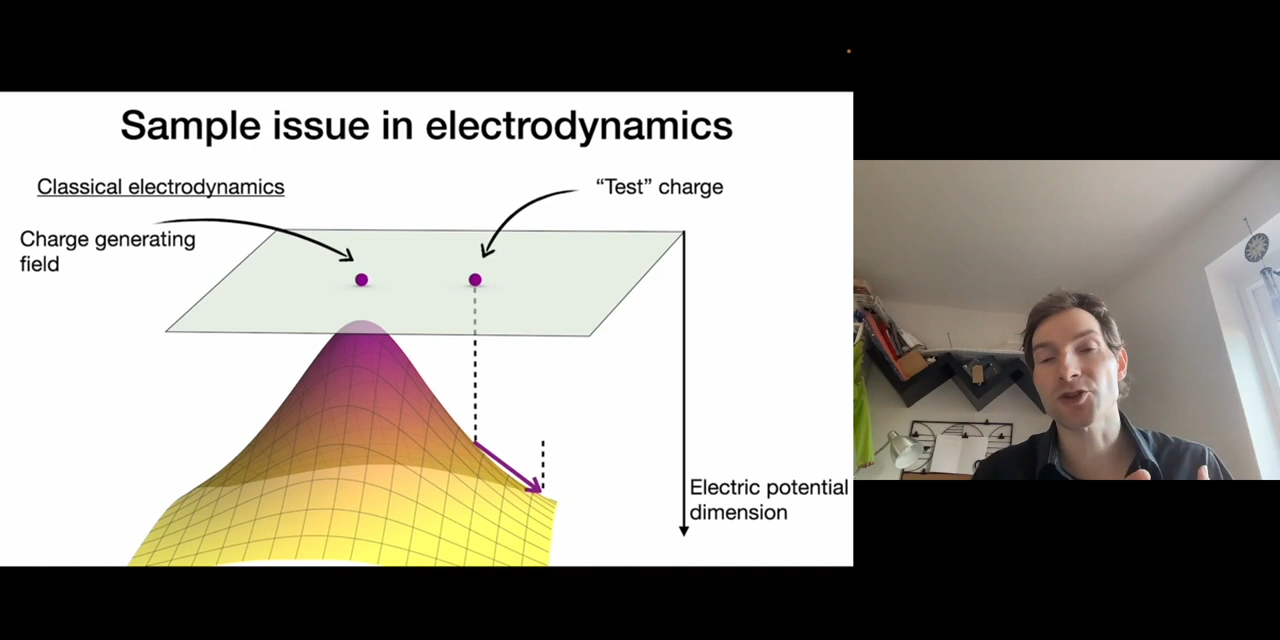 Sample issue in electrodynamics
Classical electrodynamics
“Test” charge
Charge generating
field
Electric potential
dimension